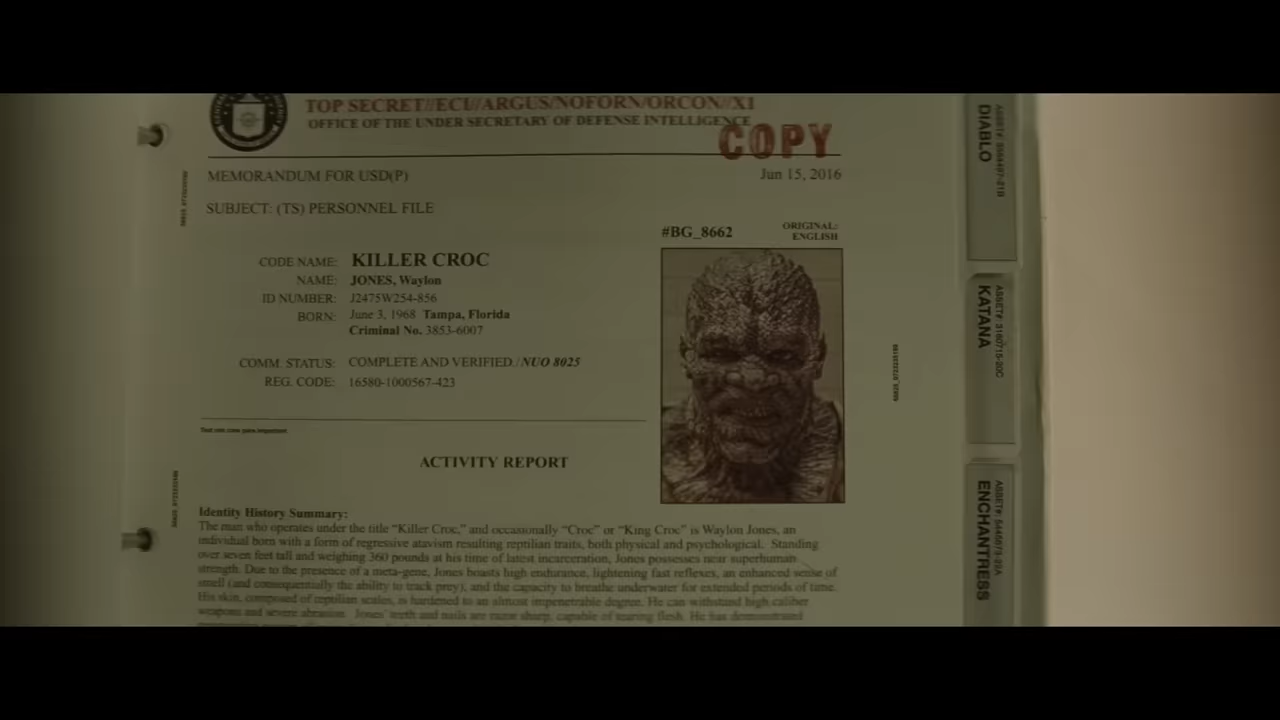 TOP SECRET//ECI//ARGUS/NOFORN/ORCON//X1
OFFICE OF THE UNDER SECRETARY OF DEFENSE INTELLIGENCE
COPY
MEMORANDUM FOR USD(P)
Jun 15, 2016
SUBJECT: (TS) PERSONNEL FILE
#BG_8662
ORIGINAL:
ENGLISH
CODE NAME: KILLER CROC
NAME: JONES, Waylon
ID NUMBER: J2475W254-856
BORN: June 3, 1968 Tampa, Florida
Criminal No. 3853-6007
COMM. STATUS: COMPLETE AND VERIFIED / NUO 8025
REG. CODE: 16580-1000567-423
ACTIVITY REPORT
Identity History Summary:
The man who operates under the title “Killer Croc,” and occasionally “Croc” or “King Croc” is Waylon Jones, an
individual born with a form of regressive atavism resulting reptilian traits, both physical and psychological. Standing
over seven feet tall and weighing 360 pounds at his time of latest incarceration, Jones possesses near superhuman
strength. Due to the presence of a meta-gene, Jones boasts high endurance, lightening fast reflexes, an enhanced sense of
smell (and consequentially the ability to track prey), and the capacity to breathe underwater for extended periods of time.
His skin, composed of reptilian scales, is hardened to an almost impenetrable degree. He can withstand high caliber
weapons and severe abrasion. Jones' teeth and nails are razor sharp, capable of tearing flesh. He has demonstrated
DIABLO
ASSET#
KATANA
ASSET#
ENCHANTRESS
ASSET#